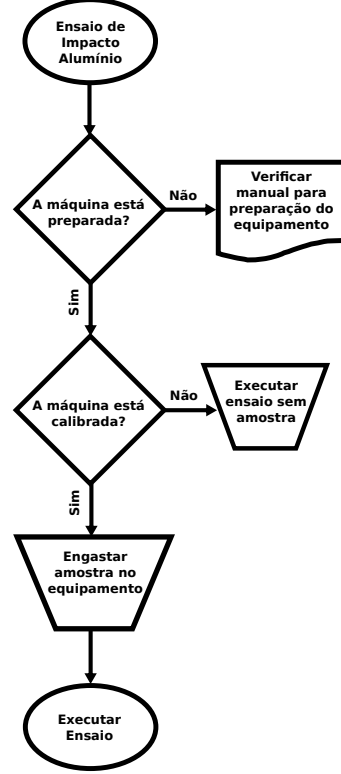 Ensaio de
Impacto
Alumínio
A máquina está
preparada?
Não
Verificar
manual para
preparação do
equipamento
Sim
A máquina está
calibrada?
Não
Executar
ensaio sem
amostra
Sim
Engastar
amostra no
equipamento
Executar
Ensaio